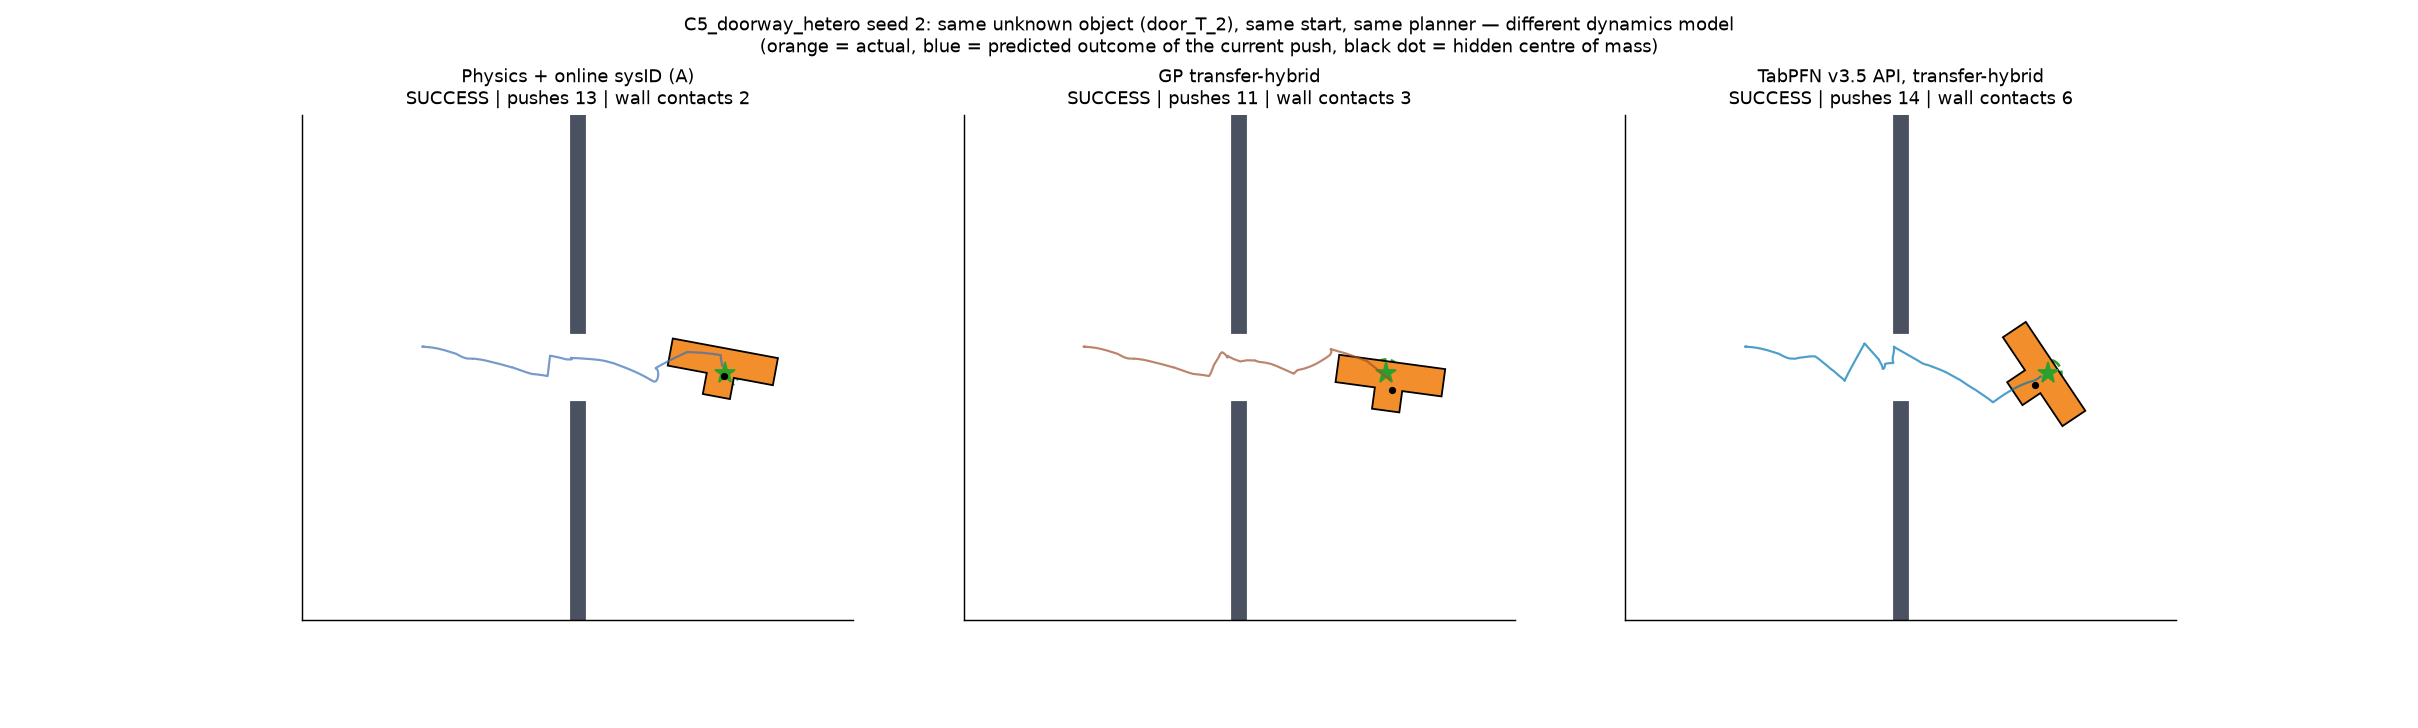 C5_doorway_hetero seed 2: same unknown object (door_T_2), same start, same planner — different dynamics model
(orange = actual, blue = predicted outcome of the current push, black dot = hidden centre of mass)
Physics + online sysID (A)
SUCCESS | pushes 13 | wall contacts 2
GP transfer-hybrid
SUCCESS | pushes 11 | wall contacts 3
TabPFN v3.5 API, transfer-hybrid
SUCCESS | pushes 14 | wall contacts 6